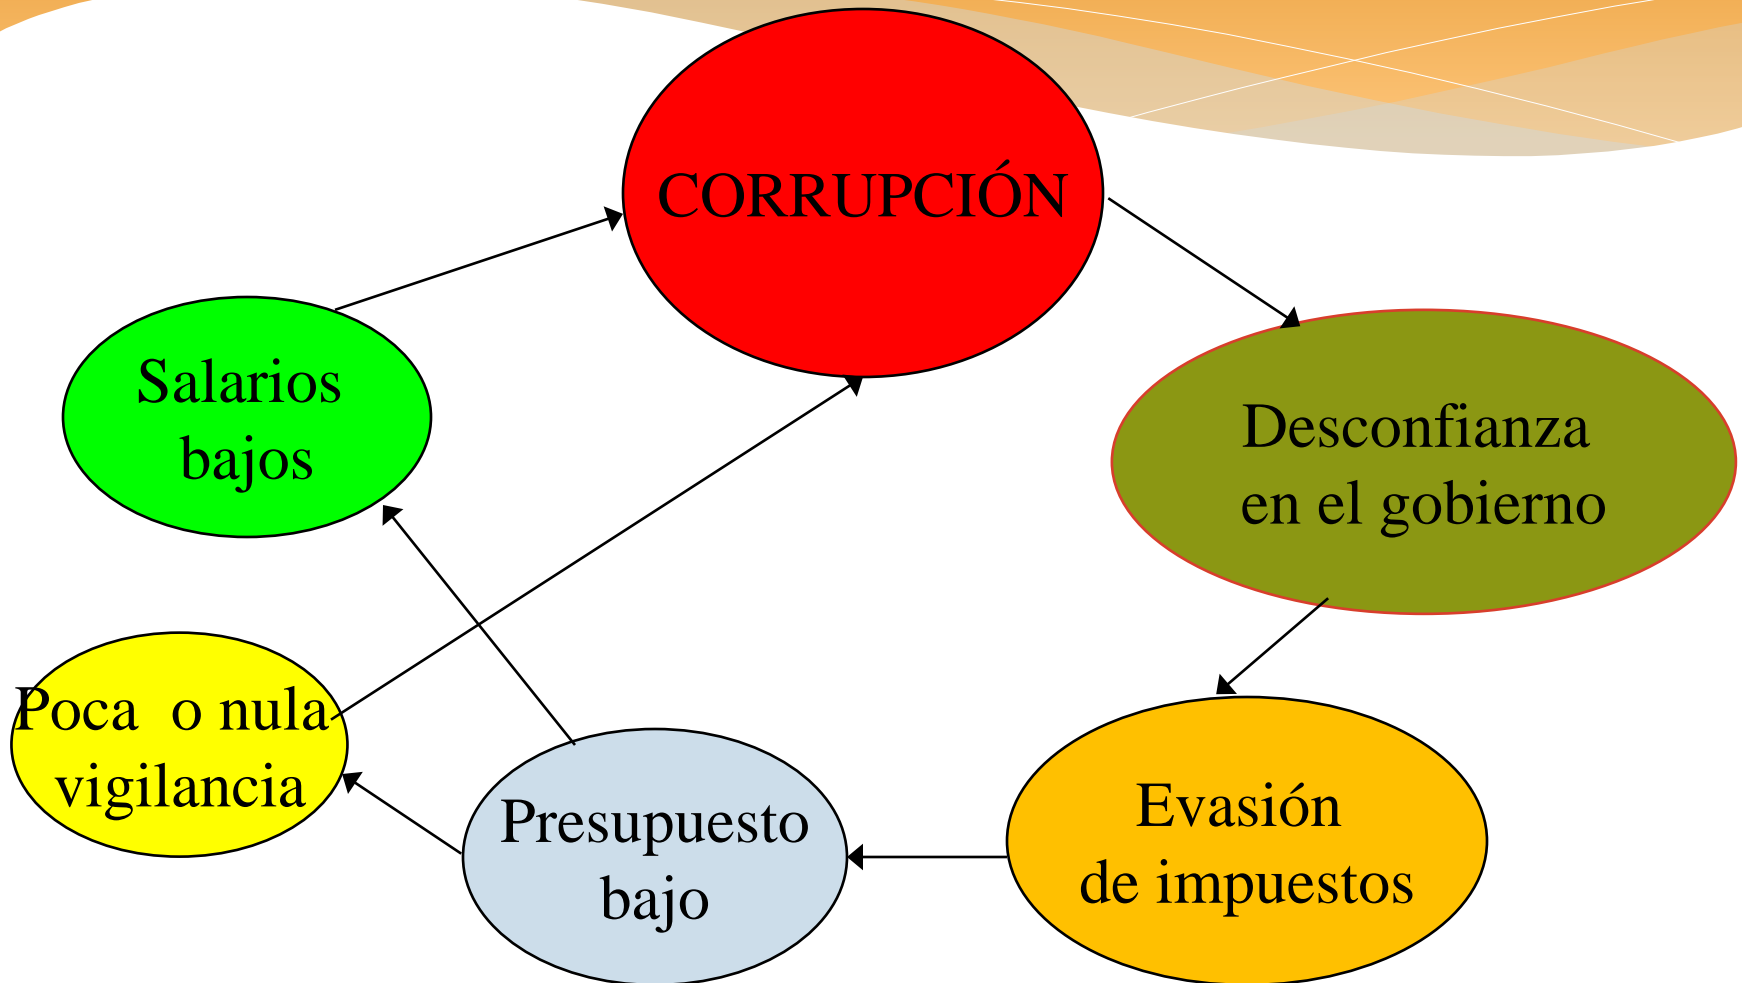 CORRUPCIÓN
Salarios
bajos
Desconfianza
en el gobierno
Poca o nula
vigilancia
Presupuesto
bajo
Evasión
de impuestos